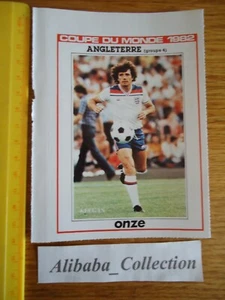 COUPE DU MONDE 1982
ANGLETERRE (groupe 4)
onze
Alibaba_Collection